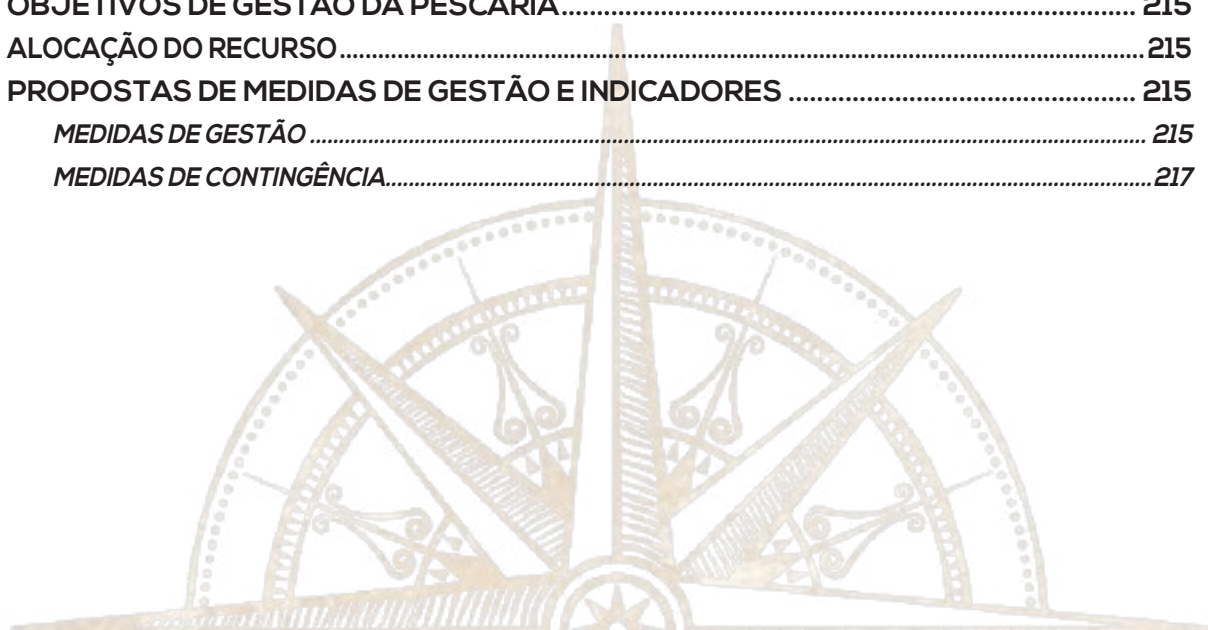 OBJETIVOS DE GESTÃO DA PESCARIA.......................................................................................... 215
ALOCAÇÃO DO RECURSO.......................................................................................................................215
PROPOSTAS DE MEDIDAS DE GESTÃO E INDICADORES ..................................................... 215
MEDIDAS DE GESTÃO ................................................................................................................................... 215
MEDIDAS DE CONTINGÊNCIA........................................................................................................................217